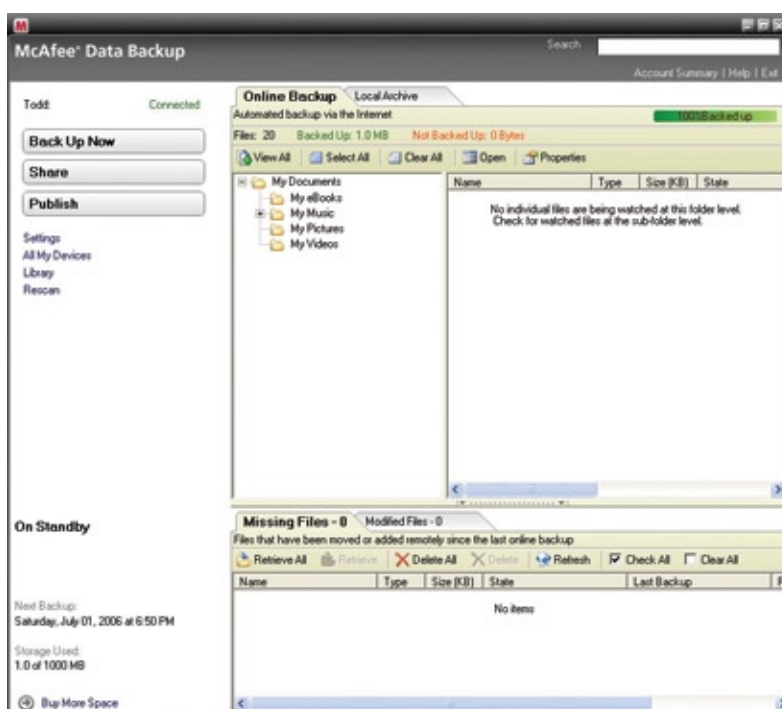 McAfee® Data Backup
Search
Account Summary | Help | Exit
Todd: Connected
Back Up Now
Share
Publish
Settings
All My Devices
Library
Rescan
Online Backup Local Archive
Automated backup via the Internet
100% Backed up
Files: 20 Backed Up: 1.0 MB Not Backed Up: 0 Bytes
View All Select All Clear All Open Properties
My Documents
My eBooks
My Music
My Pictures
My Videos
Name Type Size (KB) State
No individual files are being watched at this folder level.
Check for watched files at the sub-folder level.
On Standby
Next Backup:
Saturday, July 01, 2006 at 6:50 PM
Storage Used:
1.0 of 1000 MB
Buy More Space
Missing Files - 0 Modified Files - 0
Files that have been moved or added remotely since the last online backup
Retrieve All Retrieve Delete All Delete Refresh Check All Clear All
Name Type Size (KB) State Last Backup
No items